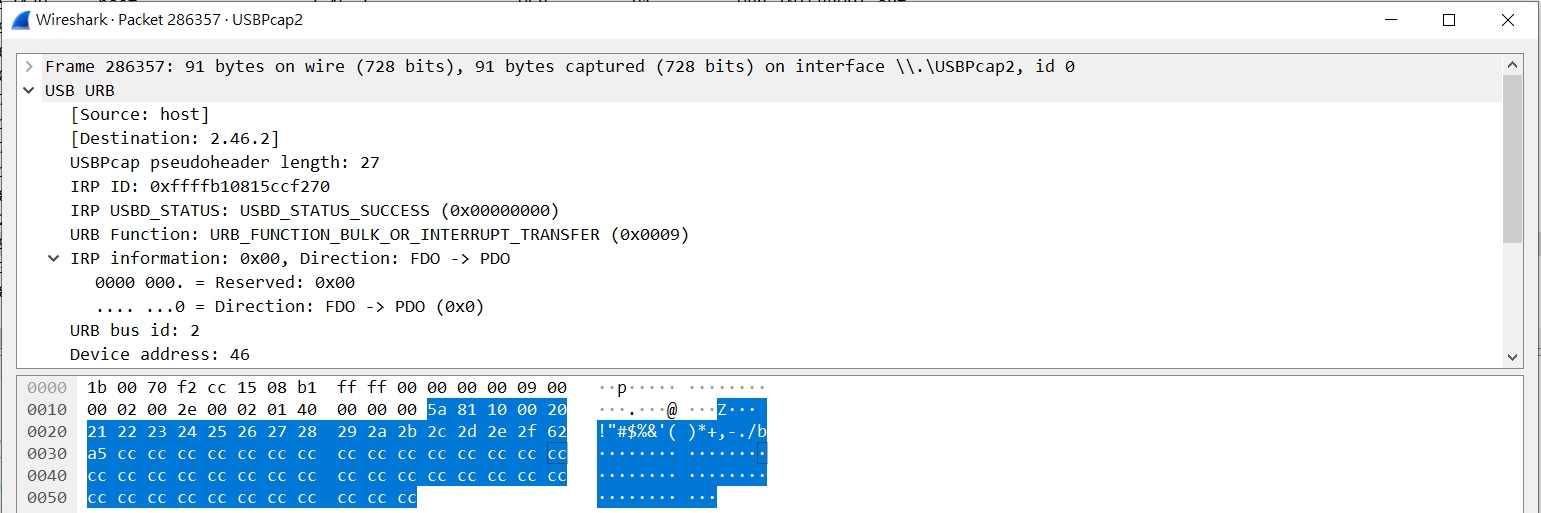 Wireshark · Packet 286357 · USBPcap2
Frame 286357: 91 bytes on wire (728 bits), 91 bytes captured (728 bits) on interface \\.\USBPcap2, id 0
USB URB
[Source: host]
[Destination: 2.46.2]
USBPcap pseudoheader length: 27
IRP ID: 0xffffb10815ccf270
IRP USBD_STATUS: USBD_STATUS_SUCCESS (0x00000000)
URB Function: URB_FUNCTION_BULK_OR_INTERRUPT_TRANSFER (0x0009)
IRP information: 0x00, Direction: FDO -> PDO
0000 000. = Reserved: 0x00
.... ...0 = Direction: FDO -> PDO (0x0)
URB bus id: 2
Device address: 46
0000 1b 00 70 f2 cc 15 08 b1 ff ff 00 00 00 00 09 00 ··p····· ········
0010 00 02 00 2e 00 02 01 40 00 00 00 5a 81 10 00 20 ···.···@ ···Z···
0020 21 22 23 24 25 26 27 28 29 2a 2b 2c 2d 2e 2f 62 !"#$%&'( )*+,-./b
0030 a5 cc cc cc cc cc cc cc cc cc cc cc cc cc cc cc ········ ········
0040 cc cc cc cc cc cc cc cc cc cc cc cc cc cc cc cc ········ ········
0050 cc cc cc cc cc cc cc cc cc cc cc ········ ···